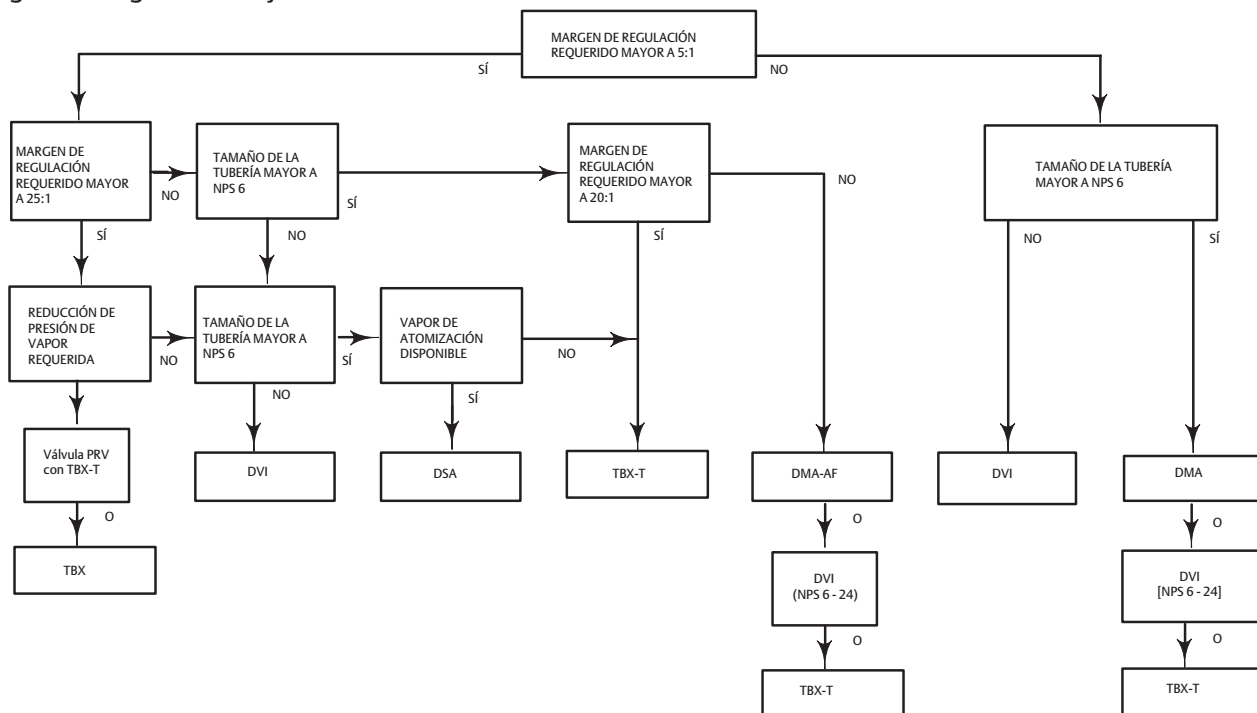 MARGEN DE REGULACIÓN
REQUERIDO MAYOR A 5:1
SÍ
NO
MARGEN DE
REGULACIÓN
REQUERIDO MAYOR
A 25:1
NO
TAMAÑO DE LA
TUBERÍA MAYOR A
NPS 6
SÍ
MARGEN DE
REGULACIÓN
REQUERIDO MAYOR
A 20:1
NO
TAMAÑO DE LA TUBERÍA
MAYOR A NPS 6
SÍ
NO
SÍ
NO
SÍ
REDUCCIÓN DE
PRESIÓN DE
VAPOR
REQUERIDA
NO
TAMAÑO DE LA
TUBERÍA MAYOR A
NPS 6
SÍ
VAPOR DE
ATOMIZACIÓN
DISPONIBLE
NO
NO
SÍ
Válvula PRV
con TBX-T
DVI
DSA
TBX-T
DMA-AF
DVI
DMA
O
O
O
TBX
DVI
(NPS 6 - 24)
DVI
[NPS 6 - 24]
O
O
TBX-T
TBX-T